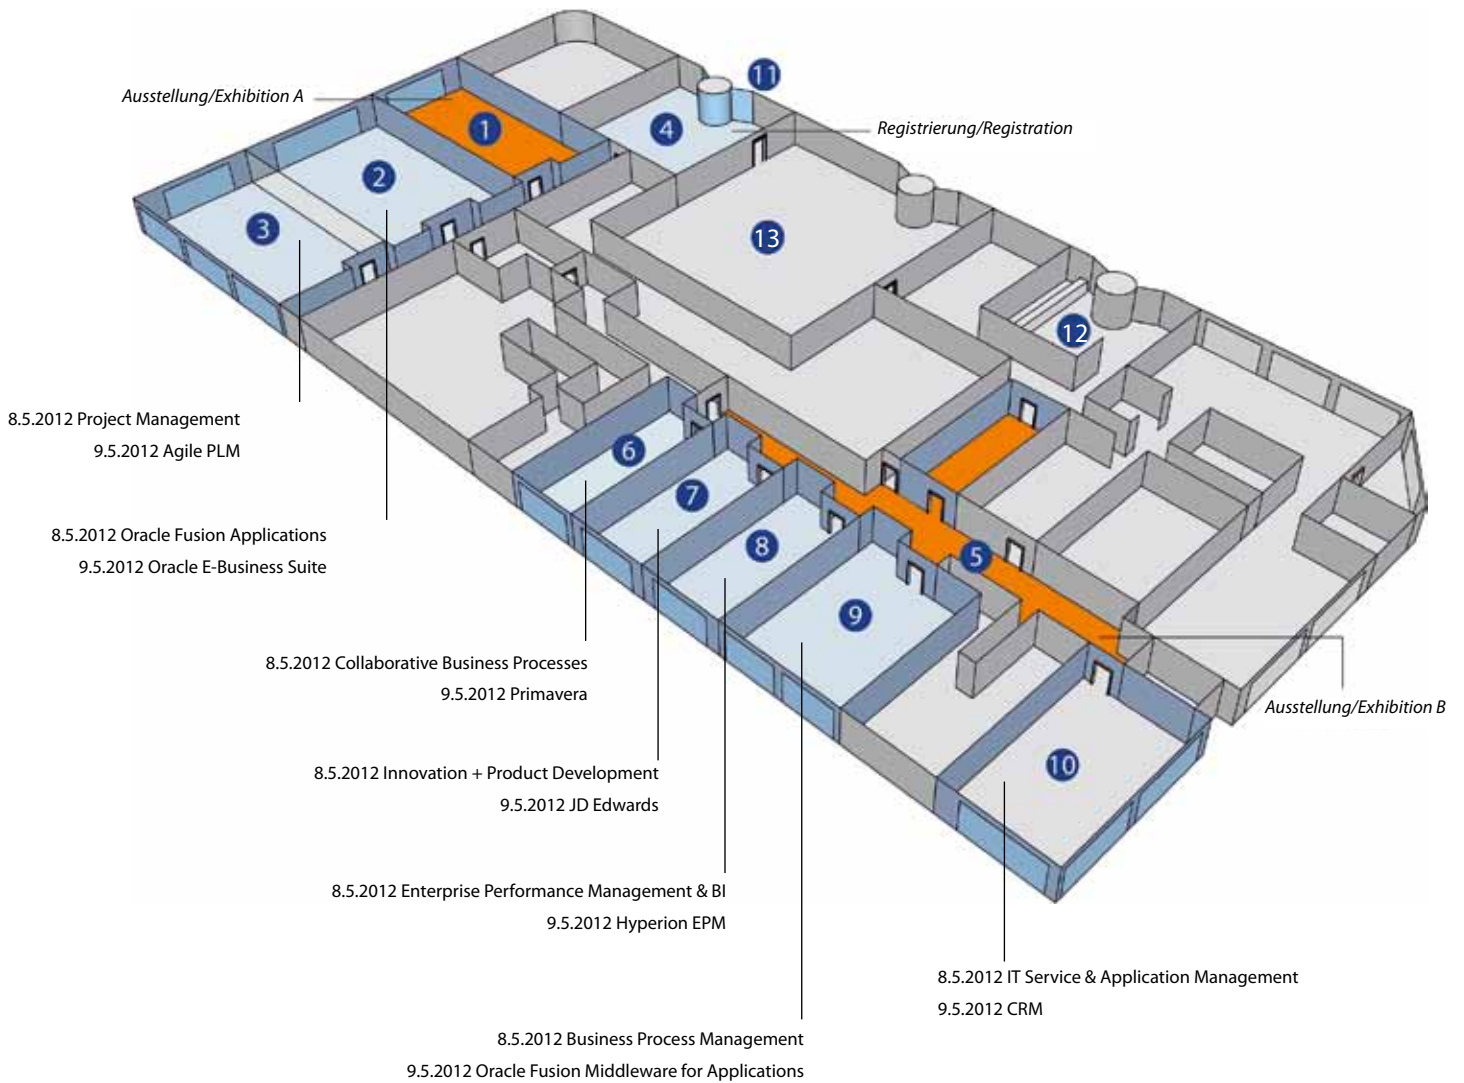 11
Ausstellung/Exhibition A
1
4
Registrierung/Registration
2
3
13
12
8.5.2012 Project Management
9.5.2012 Agile PLM
6
7
8.5.2012 Oracle Fusion Applications
9.5.2012 Oracle E-Business Suite
8
5
9
8.5.2012 Collaborative Business Processes
9.5.2012 Primavera
Ausstellung/Exhibition B
10
8.5.2012 Innovation + Product Development
9.5.2012 JD Edwards
8.5.2012 Enterprise Performance Management & BI
9.5.2012 Hyperion EPM
8.5.2012 IT Service & Application Management
9.5.2012 CRM
8.5.2012 Business Process Management
9.5.2012 Oracle Fusion Middleware for Applications